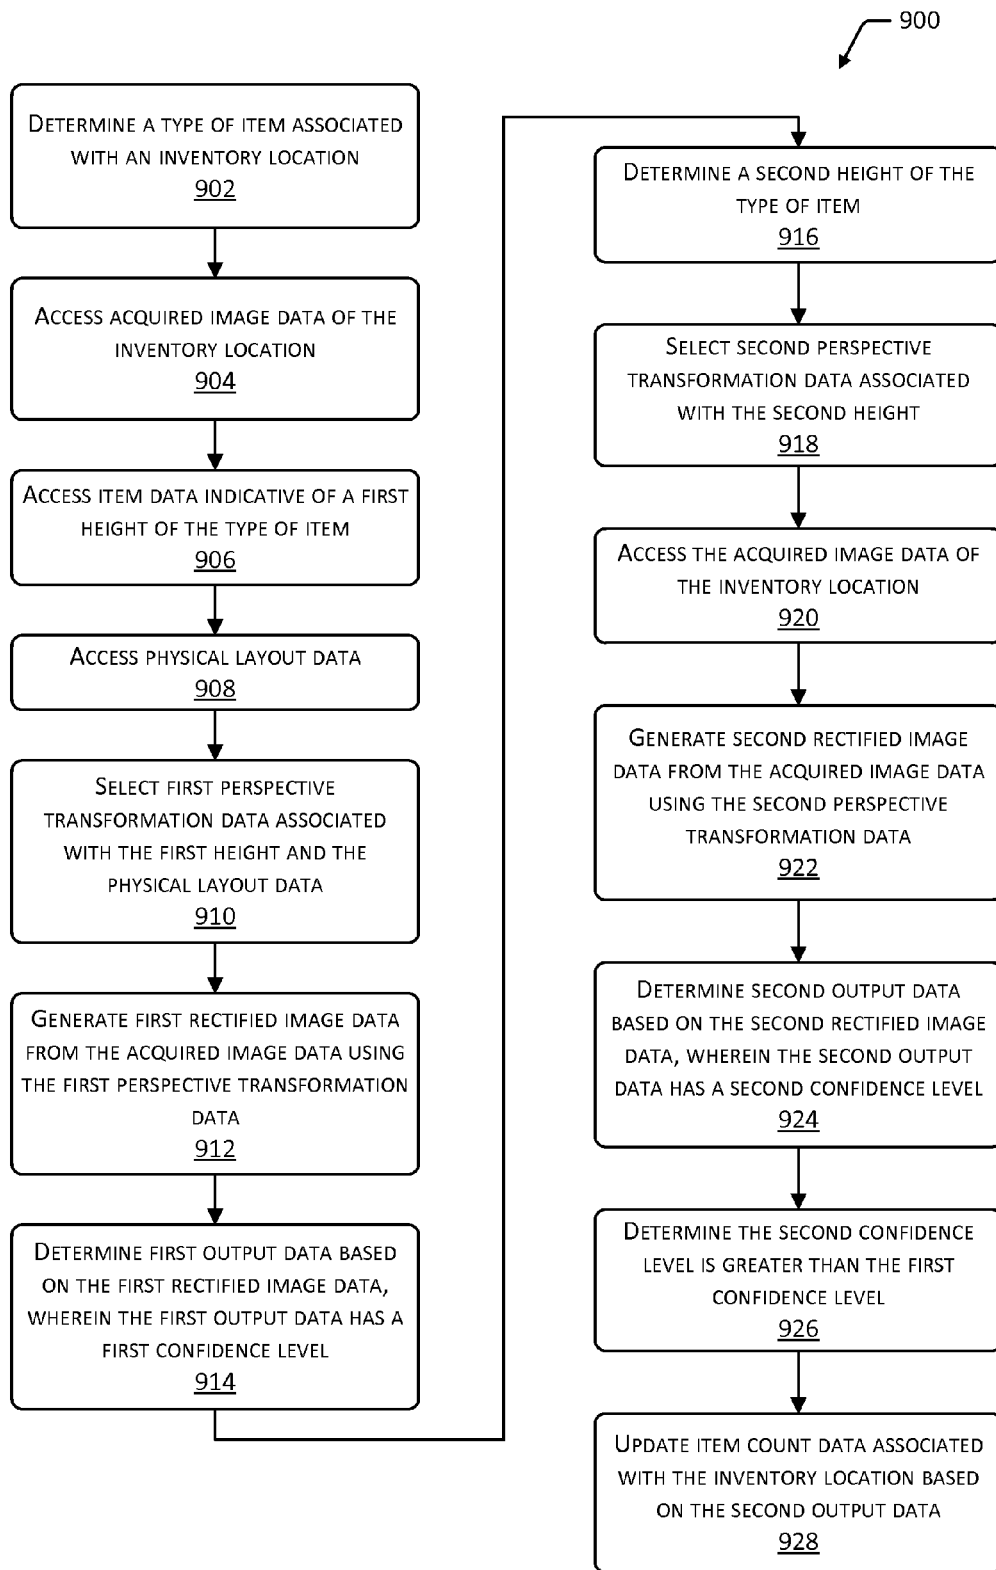 900
Determine a type of item associated
with an inventory location
902
Access acquired image data of the
inventory location
904
Access item data indicative of a first
height of the type of item
906
Access physical layout data
908
Select first perspective
transformation data associated
with the first height and the
physical layout data
910
Generate first rectified image data
from the acquired image data using
the first perspective transformation
data
912
Determine first output data based
on the first rectified image data,
wherein the first output data has a
first confidence level
914
Determine a second height of the
type of item
916
Select second perspective
transformation data associated
with the second height
918
Access the acquired image data of
the inventory location
920
Generate second rectified image
data from the acquired image data
using the second perspective
transformation data
922
Determine second output data
based on the second rectified image
data, wherein the second output
data has a second confidence level
924
Determine the second confidence
level is greater than the first
confidence level
926
Update item count data associated
with the inventory location based
on the second output data
928